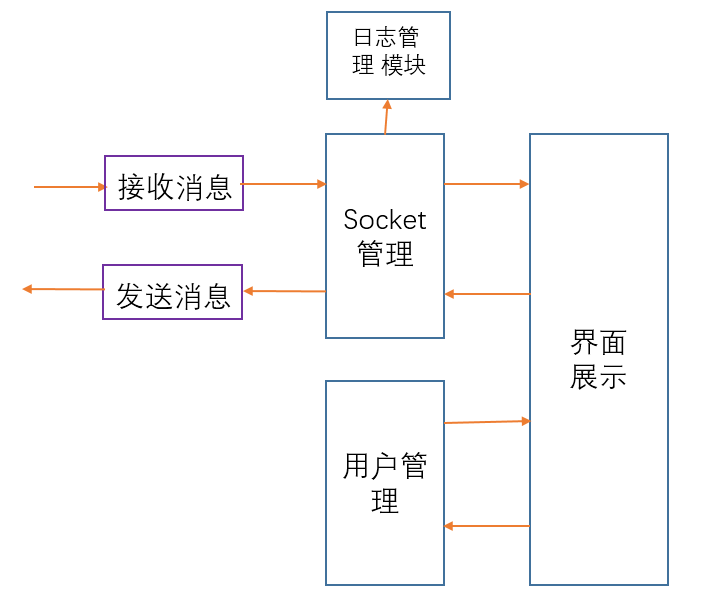 日志管
理 模块
接收消息
Socket
管理
发送消息
界面
展示
用户管
理